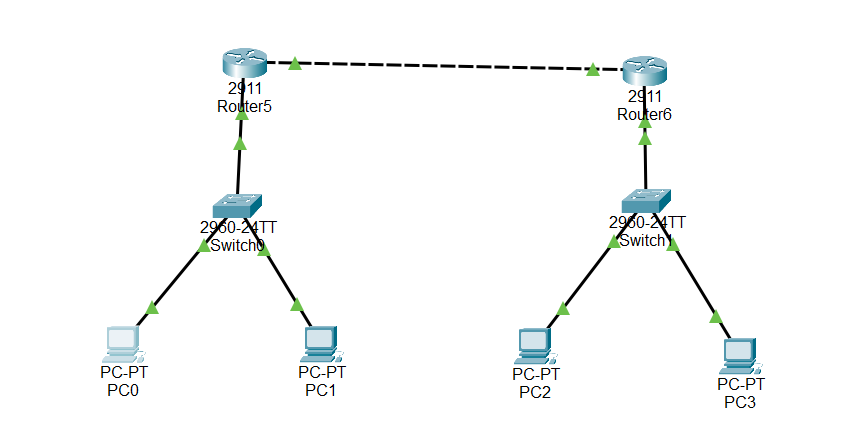 2911
Router5
2911
Router6
2960-24TT
Switch0
2960-24TT
Switch1
PC-PT
PC0
PC-PT
PC1
PC-PT
PC2
PC-PT
PC3